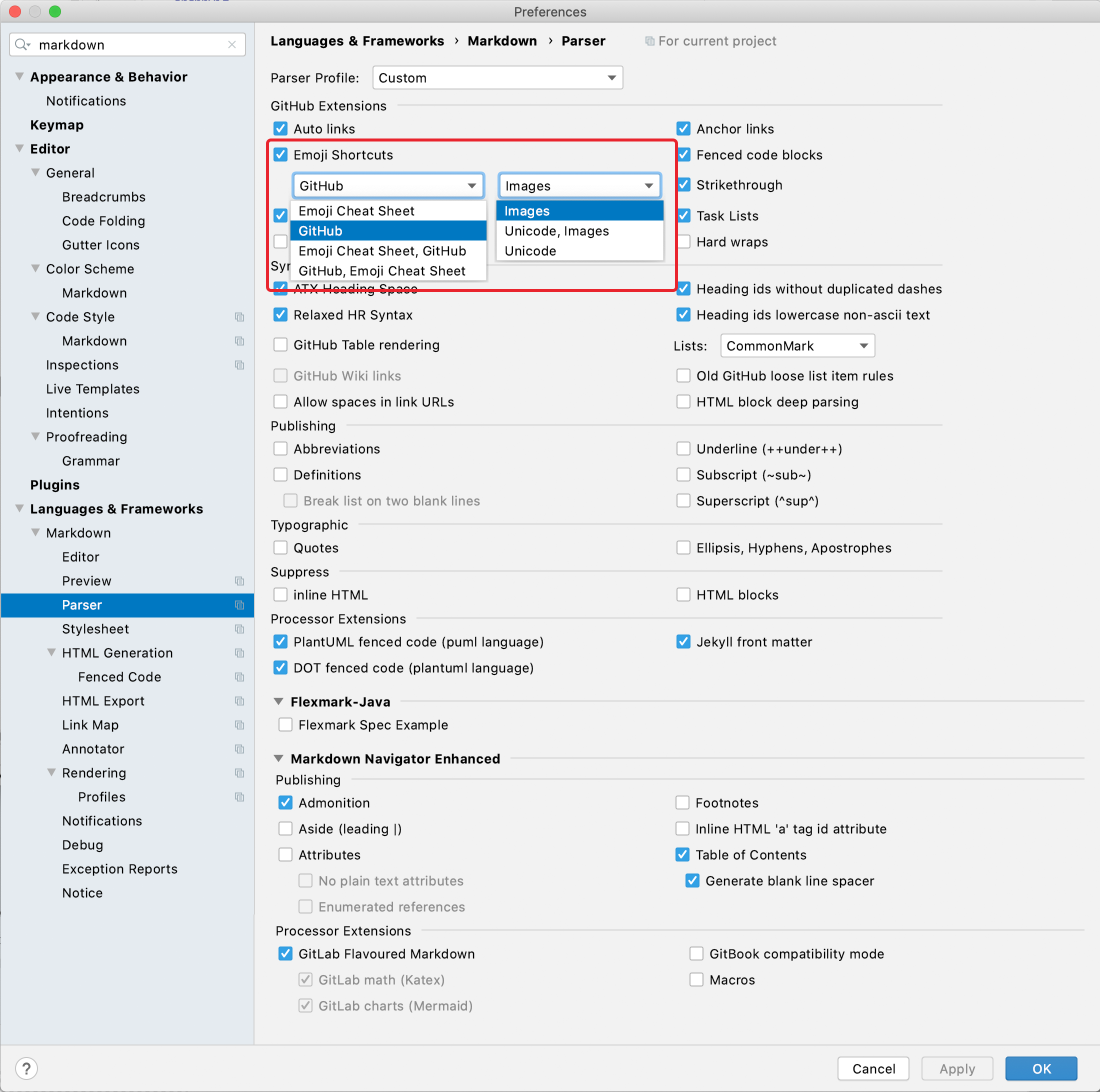 Preferences
markdown
Appearance & Behavior
Notifications
Keymap
Editor
General
Breadcrumbs
Code Folding
Gutter Icons
Color Scheme
Markdown
Code Style
Markdown
Inspections
Live Templates
Intentions
Proofreading
Grammar
Plugins
Languages & Frameworks
Markdown
Editor
Preview
Parser
Stylesheet
HTML Generation
Fenced Code
HTML Export
Link Map
Annotator
Rendering
Profiles
Notifications
Debug
Exception Reports
Notice
Languages & Frameworks › Markdown › Parser For current project
Parser Profile: Custom
GitHub Extensions
Auto links Anchor links
Emoji Shortcuts Fenced code blocks
GitHub Images Strikethrough
Emoji Cheat Sheet Images Task Lists
GitHub Unicode, Images Hard wraps
Emoji Cheat Sheet, GitHub Unicode
GitHub, Emoji Cheat Sheet
ATX Heading Space Heading ids without duplicated dashes
Relaxed HR Syntax Heading ids lowercase non-ascii text
GitHub Table rendering Lists: CommonMark
GitHub Wiki links Old GitHub loose list item rules
Allow spaces in link URLs HTML block deep parsing
Publishing
Abbreviations Underline (++under++)
Definitions Subscript (~sub~)
Break list on two blank lines Superscript (^sup^)
Typographic
Quotes Ellipsis, Hyphens, Apostrophes
Suppress
inline HTML HTML blocks
Processor Extensions
PlantUML fenced code (puml language) Jekyll front matter
DOT fenced code (plantuml language)
Flexmark-Java
Flexmark Spec Example
Markdown Navigator Enhanced
Publishing
Admonition Footnotes
Aside (leading |) Inline HTML 'a' tag id attribute
Attributes Table of Contents
No plain text attributes Generate blank line spacer
Enumerated references
Processor Extensions
GitLab Flavoured Markdown GitBook compatibility mode
GitLab math (Katex) Macros
GitLab charts (Mermaid)
? Cancel Apply OK